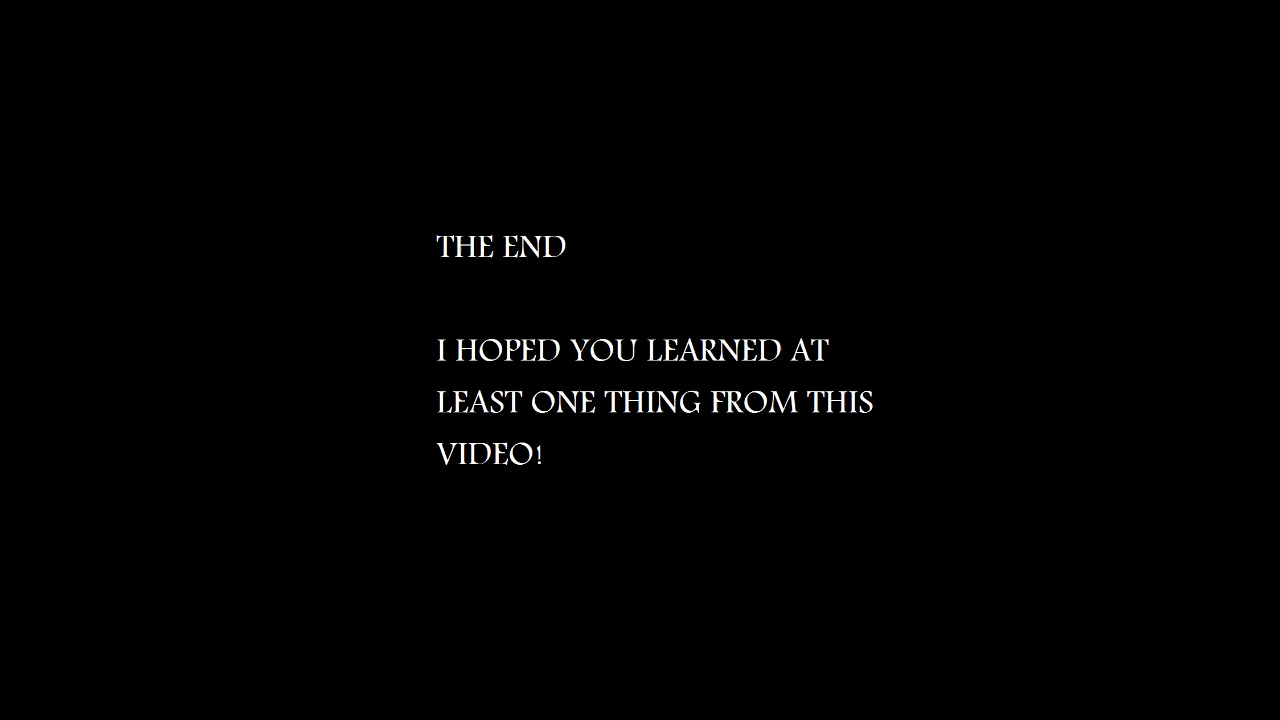 THE END
I HOPED YOU LEARNED AT
LEAST ONE THING FROM THIS
VIDEO!